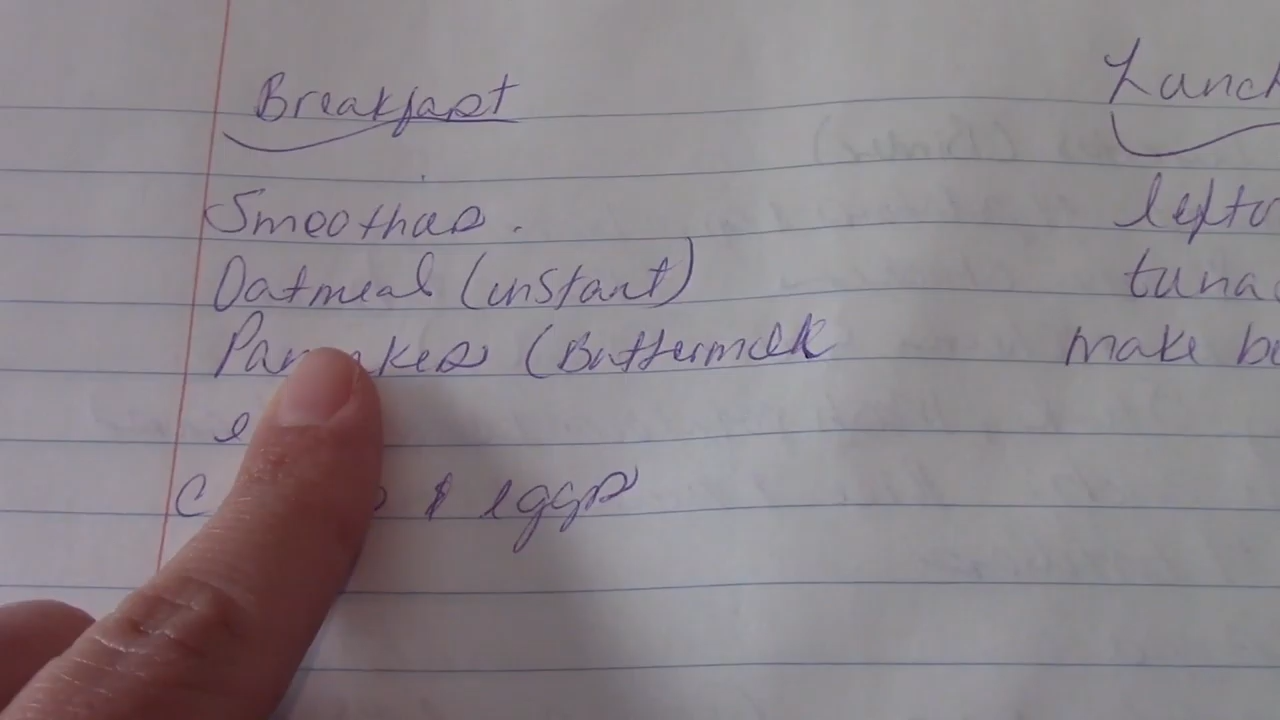 Breakfast
Smoothies.
Oatmeal (instant)
(Buttermilk
& eggs
Lunch
lefto
tuna
make